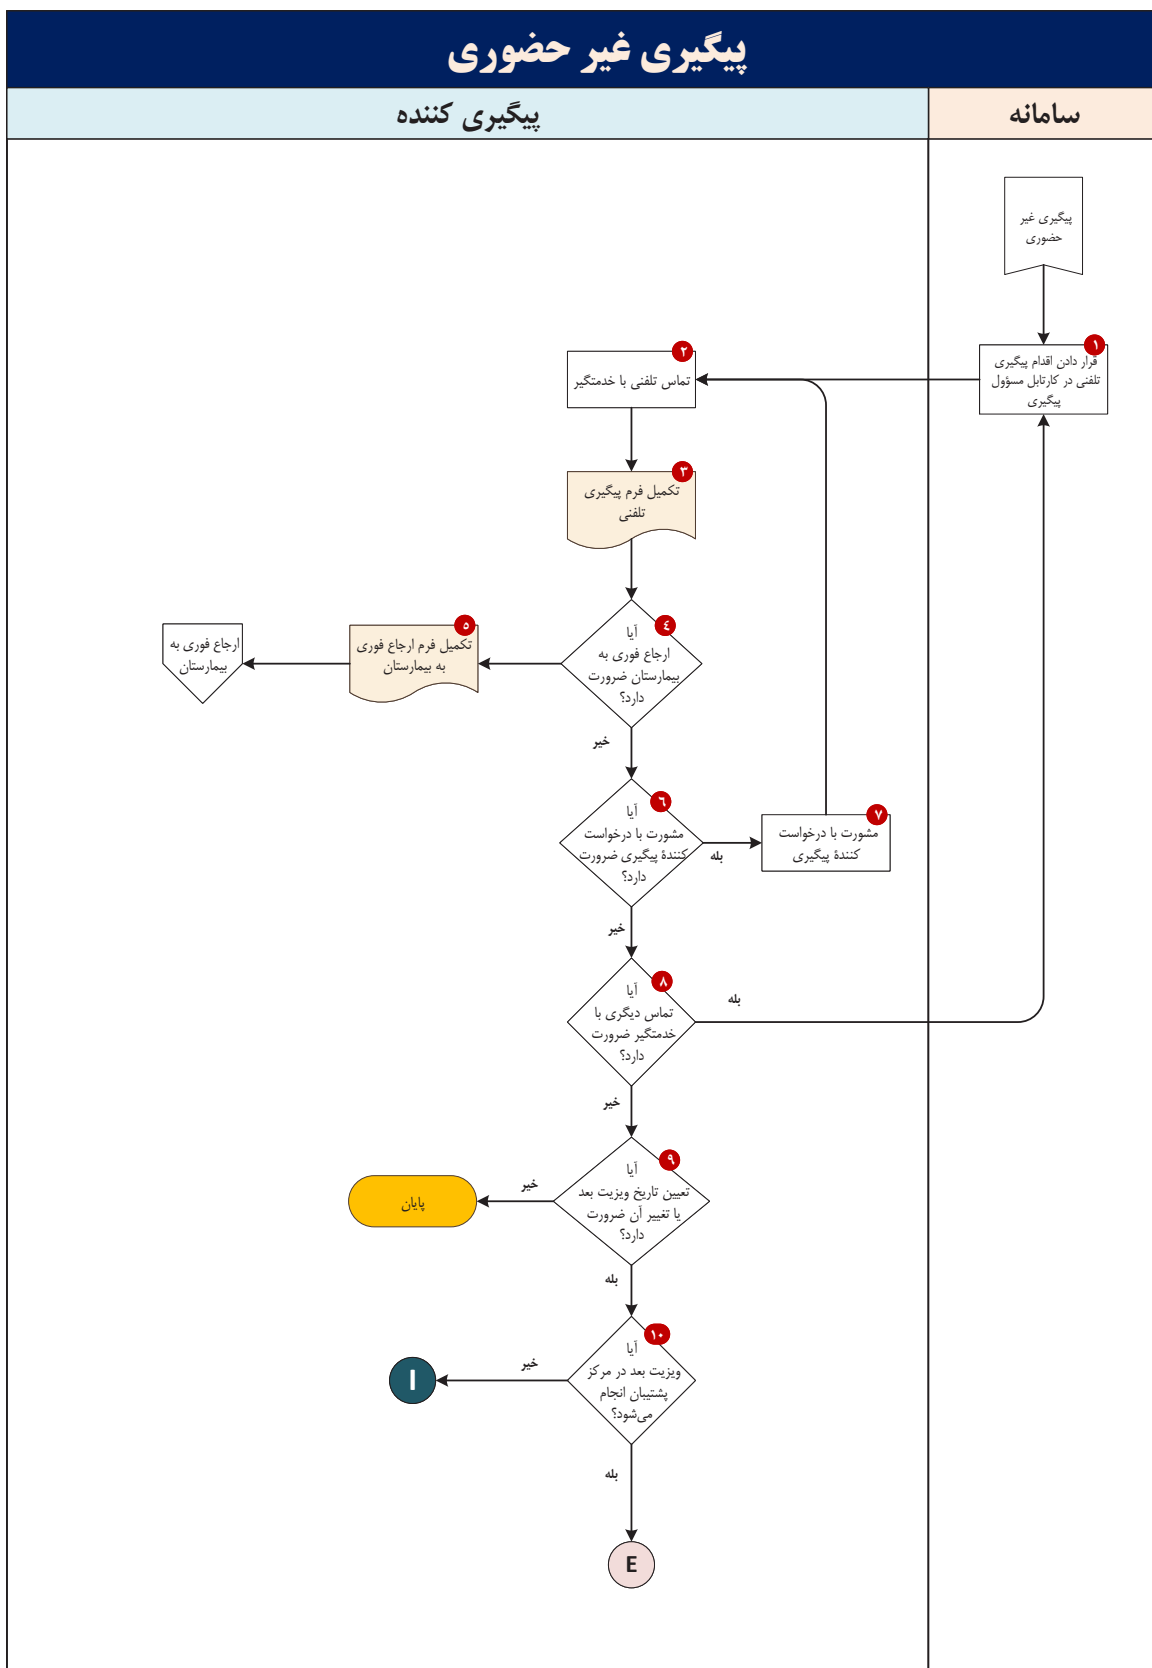 پیگیری غیر حضوری
سامانه
پیگیری کننده
پیگیری غیر
حضوری
۱
قرار دادن اقدام پیگیری
تلفنی در کارتابل مسؤول
پیگیری
۲
تماس تلفنی با خدمتگیر
۳
تکمیل فرم پیگیری
تلفنی
٤
آیا
ارجاع فوری به
بیمارستان ضرورت
دارد؟
۵
تکمیل فرم ارجاع فوری
به بیمارستان
ارجاع فوری به
بیمارستان
خیر
٦
آیا
مشورت با درخواست
کنندۀ پیگیری ضرورت
دارد؟
بله
۷
مشورت با درخواست
کنندۀ پیگیری
خیر
۸
آیا
تماس دیگری با
خدمتگیر ضرورت
دارد؟
بله
خیر
۹
آیا
تعیین تاریخ ویزیت بعد
یا تغییر آن ضرورت
دارد؟
خیر
پایان
بله
۱۰
آیا
ویزیت بعد در مرکز
پشتیبان انجام
می‌شود؟
خیر
I
بله
E